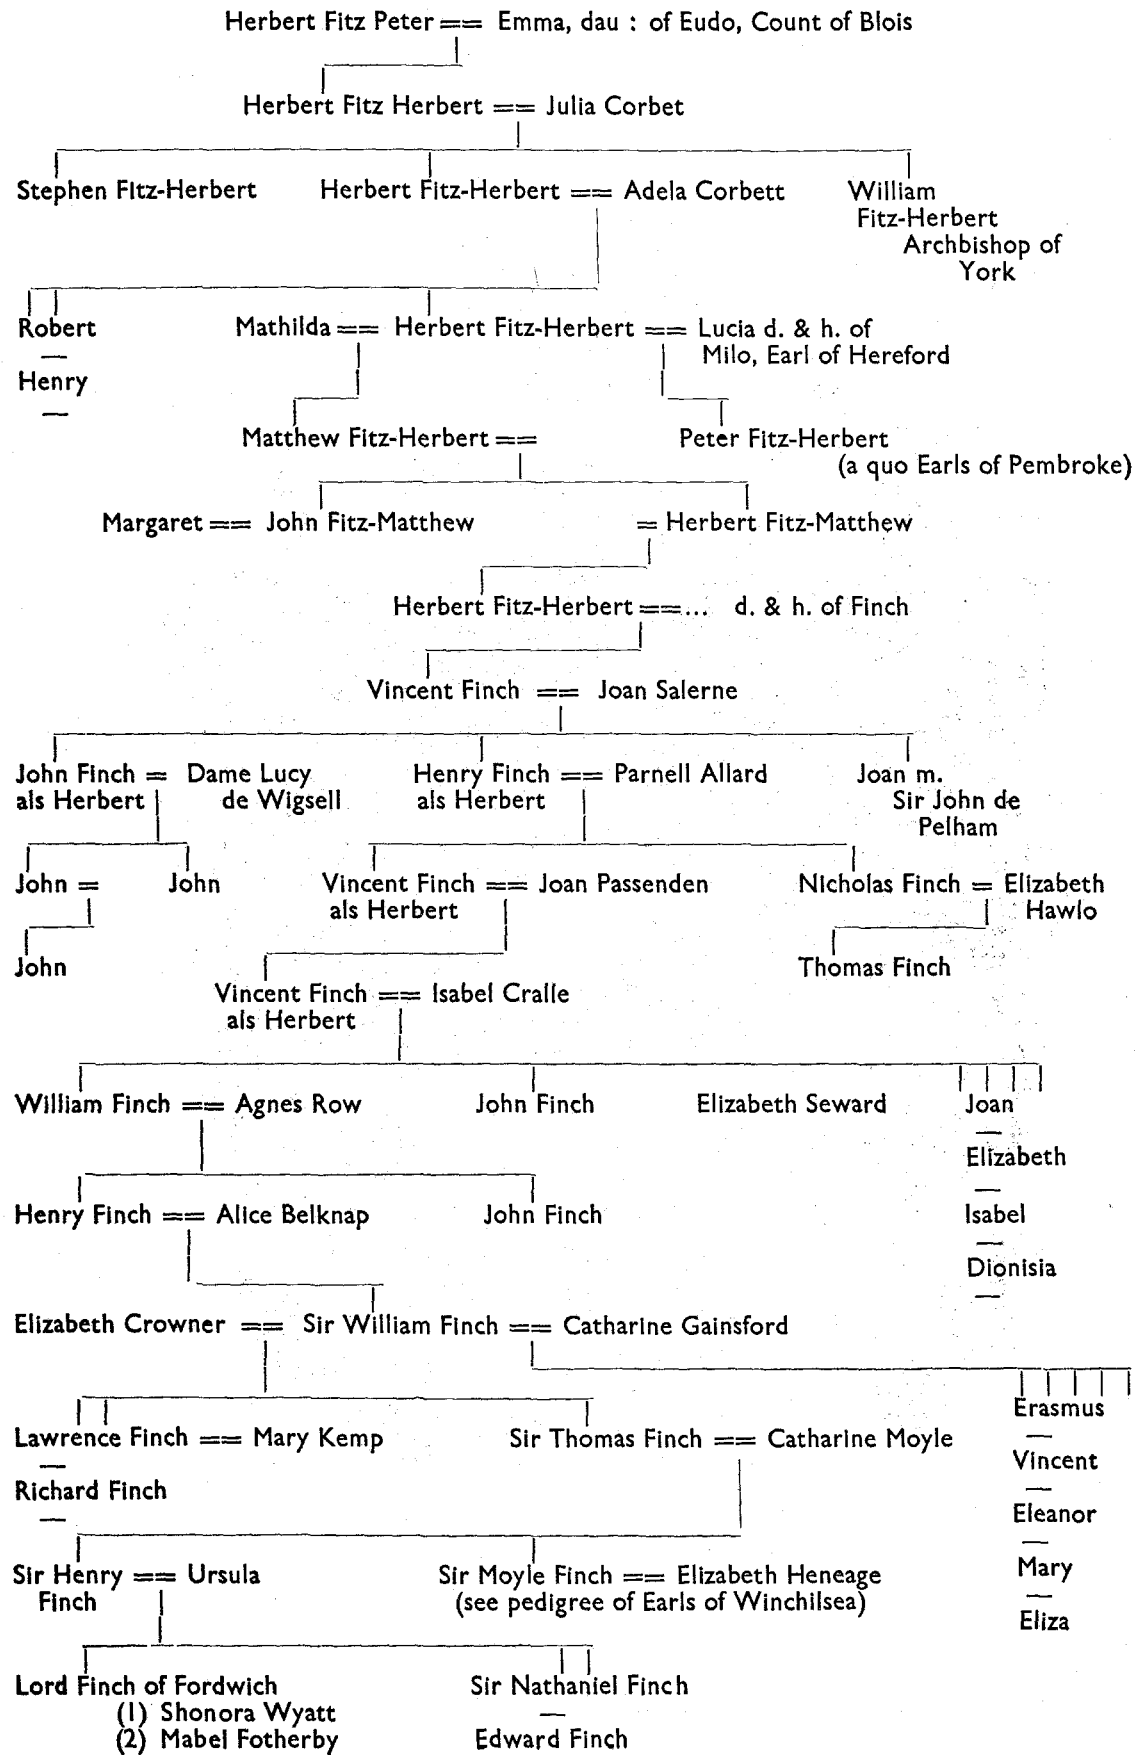 Herbert Fitz Peter == Emma, dau : of Eudo, Count of Blois
Herbert Fitz Herbert == Julia Corbet
Stephen Fitz-Herbert Herbert Fitz-Herbert == Adela Corbett William
Fitz-Herbert
Archbishop of
York
Robert Mathilda == Herbert Fitz-Herbert == Lucia d. & h. of
— Milo, Earl of Hereford
Henry
—
Matthew Fitz-Herbert == Peter Fitz-Herbert
(a quo Earls of Pembroke)
Margaret == John Fitz-Matthew = Herbert Fitz-Matthew
Herbert Fitz-Herbert ==... d. & h. of Finch
Vincent Finch == Joan Salerne
John Finch = Dame Lucy Henry Finch == Parnell Allard Joan m.
als Herbert de Wigsell als Herbert Sir John de
Pelham
John = John Vincent Finch == Joan Passenden Nicholas Finch = Elizabeth
als Herbert Hawlo
John Thomas Finch
Vincent Finch == Isabel Cralle
als Herbert
William Finch == Agnes Row John Finch Elizabeth Seward Joan
—
Elizabeth
—
Henry Finch == Alice Belknap John Finch Isabel
—
Dionisia
—
Elizabeth Crowner == Sir William Finch == Catharine Gainsford
Erasmus
Lawrence Finch == Mary Kemp Sir Thomas Finch == Catharine Moyle —
— Vincent
Richard Finch —
— Eleanor
—
Sir Henry == Ursula Sir Moyle Finch == Elizabeth Heneage Mary
Finch (see pedigree of Earls of Winchilsea) —
Eliza
Lord Finch of Fordwich Sir Nathaniel Finch
(1) Shonora Wyatt —
(2) Mabel Fotherby Edward Finch